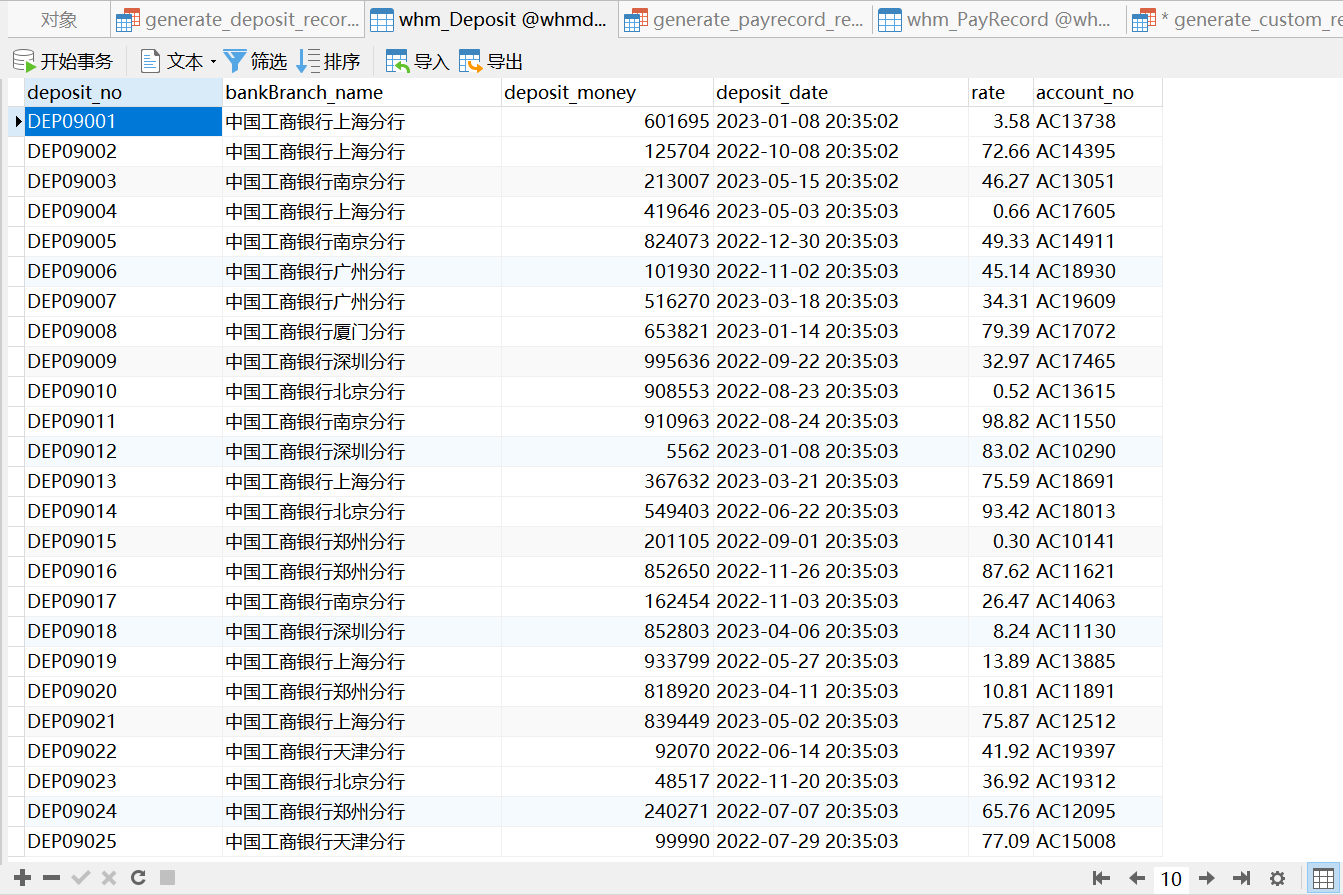 对象 generate_deposit_recor... whm_Deposit @whmd... generate_payrecord_re... whm_PayRecord @wh... * generate_custom_re
开始事务 文本 筛选 排序 导入 导出
deposit_no bankBranch_name deposit_money deposit_date rate account_no
DEP09001 中国工商银行上海分行 601695 2023-01-08 20:35:02 3.58 AC13738
DEP09002 中国工商银行上海分行 125704 2022-10-08 20:35:02 72.66 AC14395
DEP09003 中国工商银行南京分行 213007 2023-05-15 20:35:02 46.27 AC13051
DEP09004 中国工商银行上海分行 419646 2023-05-03 20:35:03 0.66 AC17605
DEP09005 中国工商银行南京分行 824073 2022-12-30 20:35:03 49.33 AC14911
DEP09006 中国工商银行广州分行 101930 2022-11-02 20:35:03 45.14 AC18930
DEP09007 中国工商银行广州分行 516270 2023-03-18 20:35:03 34.31 AC19609
DEP09008 中国工商银行厦门分行 653821 2023-01-14 20:35:03 79.39 AC17072
DEP09009 中国工商银行深圳分行 995636 2022-09-22 20:35:03 32.97 AC17465
DEP09010 中国工商银行北京分行 908553 2022-08-23 20:35:03 0.52 AC13615
DEP09011 中国工商银行南京分行 910963 2022-08-24 20:35:03 98.82 AC11550
DEP09012 中国工商银行深圳分行 5562 2023-01-08 20:35:03 83.02 AC10290
DEP09013 中国工商银行上海分行 367632 2023-03-21 20:35:03 75.59 AC18691
DEP09014 中国工商银行北京分行 549403 2022-06-22 20:35:03 93.42 AC18013
DEP09015 中国工商银行郑州分行 201105 2022-09-01 20:35:03 0.30 AC10141
DEP09016 中国工商银行郑州分行 852650 2022-11-26 20:35:03 87.62 AC11621
DEP09017 中国工商银行南京分行 162454 2022-11-03 20:35:03 26.47 AC14063
DEP09018 中国工商银行深圳分行 852803 2023-04-06 20:35:03 8.24 AC11130
DEP09019 中国工商银行上海分行 933799 2022-05-27 20:35:03 13.89 AC13885
DEP09020 中国工商银行郑州分行 818920 2023-04-11 20:35:03 10.81 AC11891
DEP09021 中国工商银行上海分行 839449 2023-05-02 20:35:03 75.87 AC12512
DEP09022 中国工商银行天津分行 92070 2022-06-14 20:35:03 41.92 AC19397
DEP09023 中国工商银行北京分行 48517 2022-11-20 20:35:03 36.92 AC19312
DEP09024 中国工商银行郑州分行 240271 2022-07-07 20:35:03 65.76 AC12095
DEP09025 中国工商银行天津分行 99990 2022-07-29 20:35:03 77.09 AC15008
10